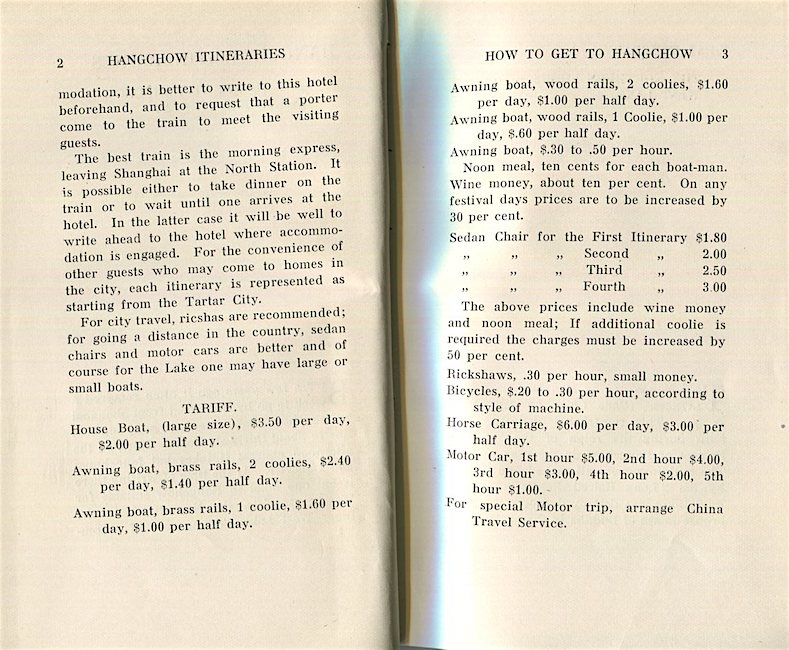 2 HANGCHOW ITINERARIES
modation, it is better to write to this hotel
beforehand, and to request that a porter
come to the train to meet the visiting
guests.
The best train is the morning express,
leaving Shanghai at the North Station. It
is possible either to take dinner on the
train or to wait until one arrives at the
hotel. In the latter case it will be well to
write ahead to the hotel where accommo-
dation is engaged. For the convenience of
other guests who may come to homes in
the city, each itinerary is represented as
starting from the Tartar City.
For city travel, ricshas are recommended;
for going a distance in the country, sedan
chairs and motor cars are better and of
course for the Lake one may have large or
small boats.
TARIFF.
House Boat, (large size), $3.50 per day,
$2.00 per half day.
Awning boat, brass rails, 2 coolies, $2.40
per day, $1.40 per half day.
Awning boat, brass rails, 1 coolie, $1.60 per
day, $1.00 per half day.
HOW TO GET TO HANGCHOW 3
Awning boat, wood rails, 2 coolies, $1.60
per day, $1.00 per half day.
Awning boat, wood rails, 1 Coolie, $1.00 per
day, $.60 per half day.
Awning boat, $.30 to .50 per hour.
Noon meal, ten cents for each boat-man.
Wine money, about ten per cent. On any
festival days prices are to be increased by
30 per cent.
Sedan Chair for the First Itinerary $1.80
„ „ „ Second „ 2.00
„ „ „ Third „ 2.50
„ „ „ Fourth „ 3.00
The above prices include wine money
and noon meal; If additional coolie is
required the charges must be increased by
50 per cent.
Rickshaws, .30 per hour, small money.
Bicycles, $.20 to .30 per hour, according to
style of machine.
Horse Carriage, $6.00 per day, $3.00 per
half day.
Motor Car, 1st hour $5.00, 2nd hour $4.00,
3rd hour $3.00, 4th hour $2.00, 5th
hour $1.00.
For special Motor trip, arrange China
Travel Service.